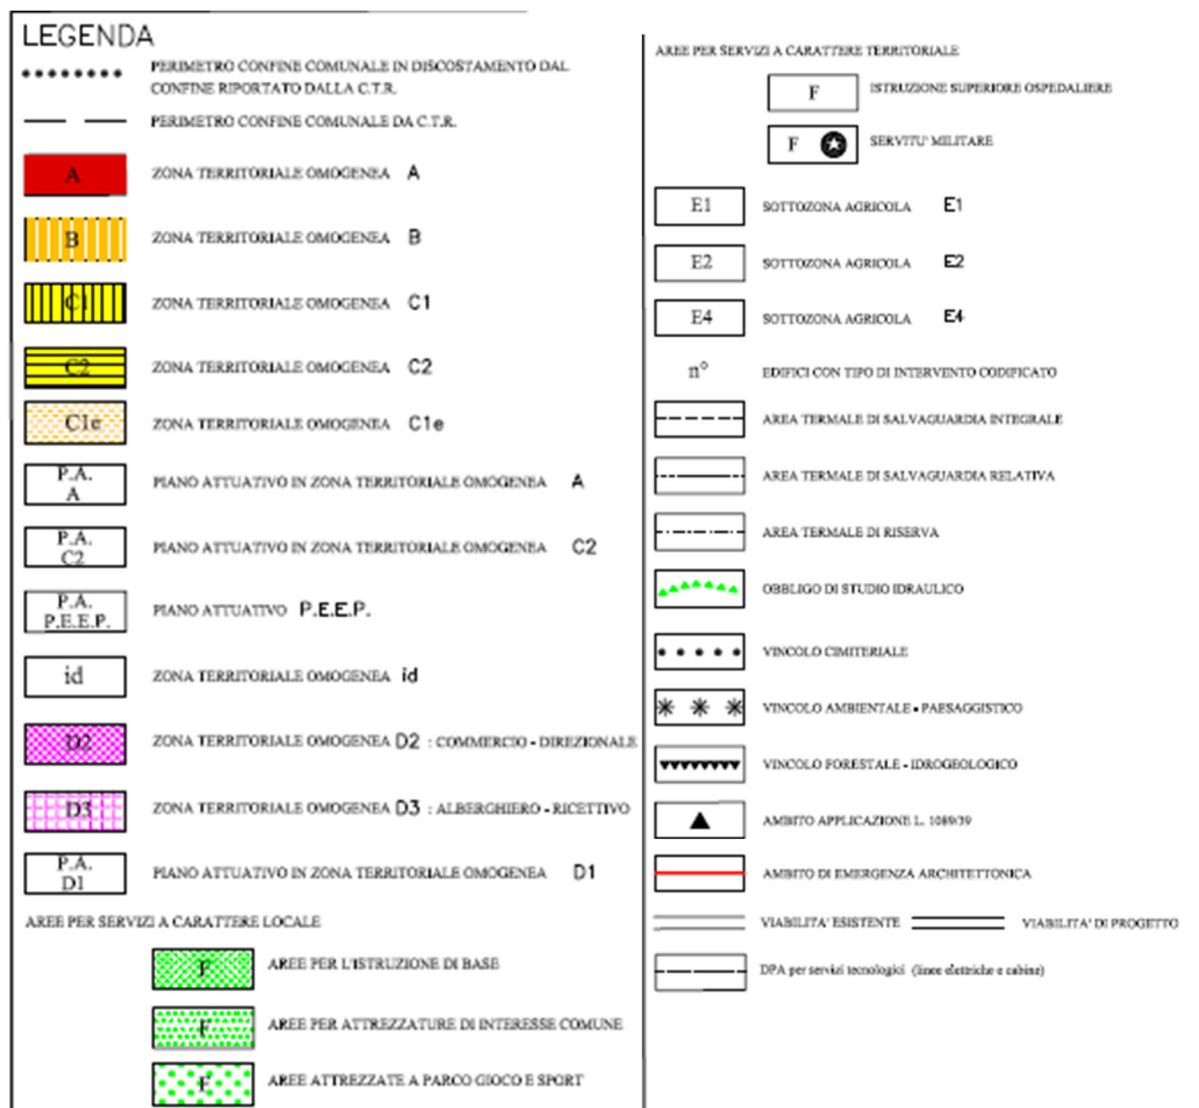 LEGENDA
PERIMETRO CONFINE COMUNALE IN DISCOSTAMENTO DAL
CONFINE RIPORTATO DALLA C.T.R.
PERIMETRO CONFINE COMUNALE DA C.T.R.
A ZONA TERRITORIALE OMOGENEA A
B ZONA TERRITORIALE OMOGENEA B
C1 ZONA TERRITORIALE OMOGENEA C1
C2 ZONA TERRITORIALE OMOGENEA C2
C1e ZONA TERRITORIALE OMOGENEA C1e
P.A.
A PIANO ATTUATIVO IN ZONA TERRITORIALE OMOGENEA A
P.A.
C2 PIANO ATTUATIVO IN ZONA TERRITORIALE OMOGENEA C2
P.A.
P.E.E.P. PIANO ATTUATIVO P.E.E.P.
id ZONA TERRITORIALE OMOGENEA id
D2 ZONA TERRITORIALE OMOGENEA D2 : COMMERCIO - DIREZIONALE
D3 ZONA TERRITORIALE OMOGENEA D3 : ALBERGHIERO - RICETTIVO
P.A.
D1 PIANO ATTUATIVO IN ZONA TERRITORIALE OMOGENEA D1
AREE PER SERVIZI A CARATTERE LOCALE
F AREE PER L'ISTRUZIONE DI BASE
F AREE PER ATTREZZATURE DI INTERESSE COMUNE
F AREE ATTREZZATE A PARCO GIOCO E SPORT
AREE PER SERVIZI A CARATTERE TERRITORIALE
F ISTRUZIONE SUPERIORE OSPEDALIERE
F SERVITU' MILITARE
E1 SOTTOZONA AGRICOLA E1
E2 SOTTOZONA AGRICOLA E2
E4 SOTTOZONA AGRICOLA E4
n° EDIFICI CON TIPO DI INTERVENTO CODIFICATO
AREA TERMALE DI SALVAGUARDIA INTEGRALE
AREA TERMALE DI SALVAGUARDIA RELATIVA
AREA TERMALE DI RISERVA
OBBLIGO DI STUDIO IDRAULICO
VINCOLO CIMITERIALE
VINCOLO AMBIENTALE - PAESAGGISTICO
VINCOLO FORESTALE - IDROGEOLOGICO
AMBITO APPLICAZIONE L. 1089/39
AMBITO DI EMERGENZA ARCHITETTONICA
VIABILITA' ESISTENTE VIABILITA' DI PROGETTO
DPA per servizi tecnologici (linee elettriche e cabine)